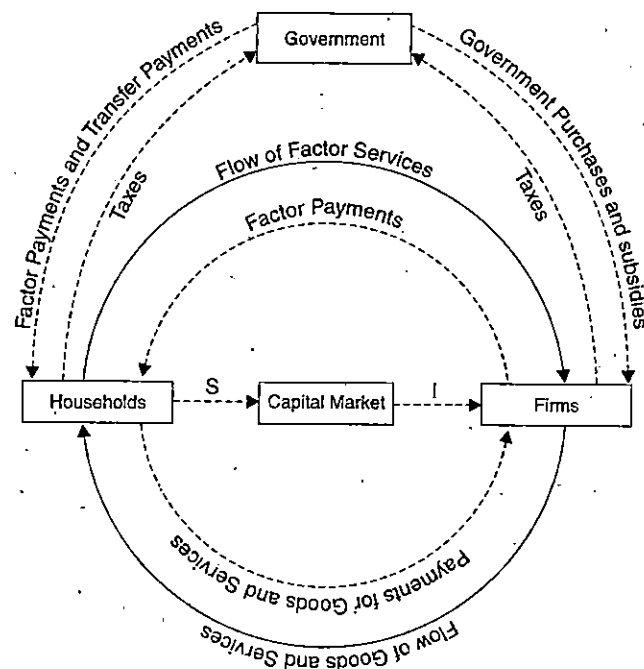 Government
Factor Payments and Transfer Payments
Taxes
Government Purchases and subsidies
Taxes
Flow of Factor Services
Factor Payments
Households
S
Capital Market
I
Firms
Payments for Goods and Services
Flow of Goods and Services